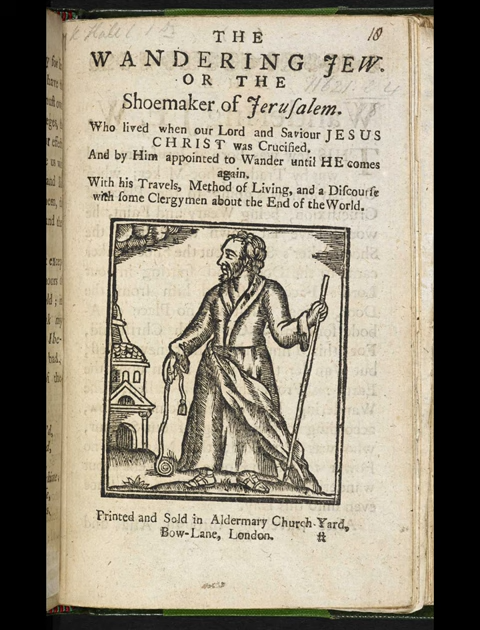 18
THE
WANDERING JEW.
OR THE
Shoemaker of Jeruſalem.
Who lived when our Lord and Saviour JESUS
CHRIST was Crucified,
And by Him appointed to Wander until HE comes
again.
With his Travels, Method of Living, and a Diſcourſe
with ſome Clergymen about the End of the World.
Printed and Sold in Aldermary Church-Yard,
Bow-Lane, London.